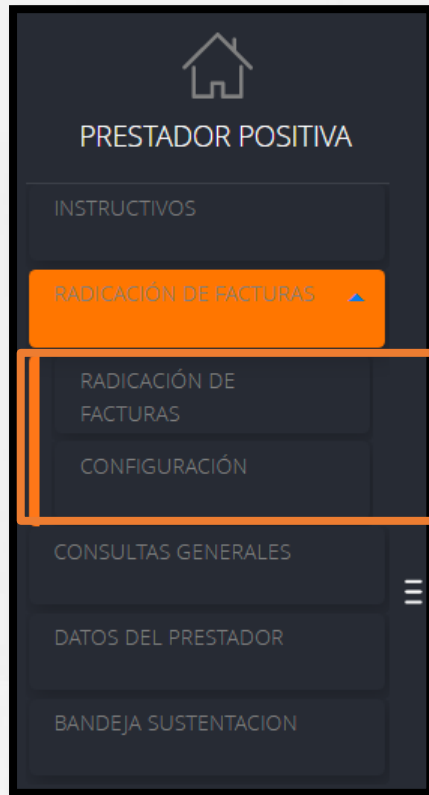 PRESTADOR POSITIVA
INSTRUCTIVOS
RADICACIÓN DE FACTURAS
RADICACIÓN DE
FACTURAS
CONFIGURACIÓN
CONSULTAS GENERALES
DATOS DEL PRESTADOR
BANDEJA SUSTENTACION